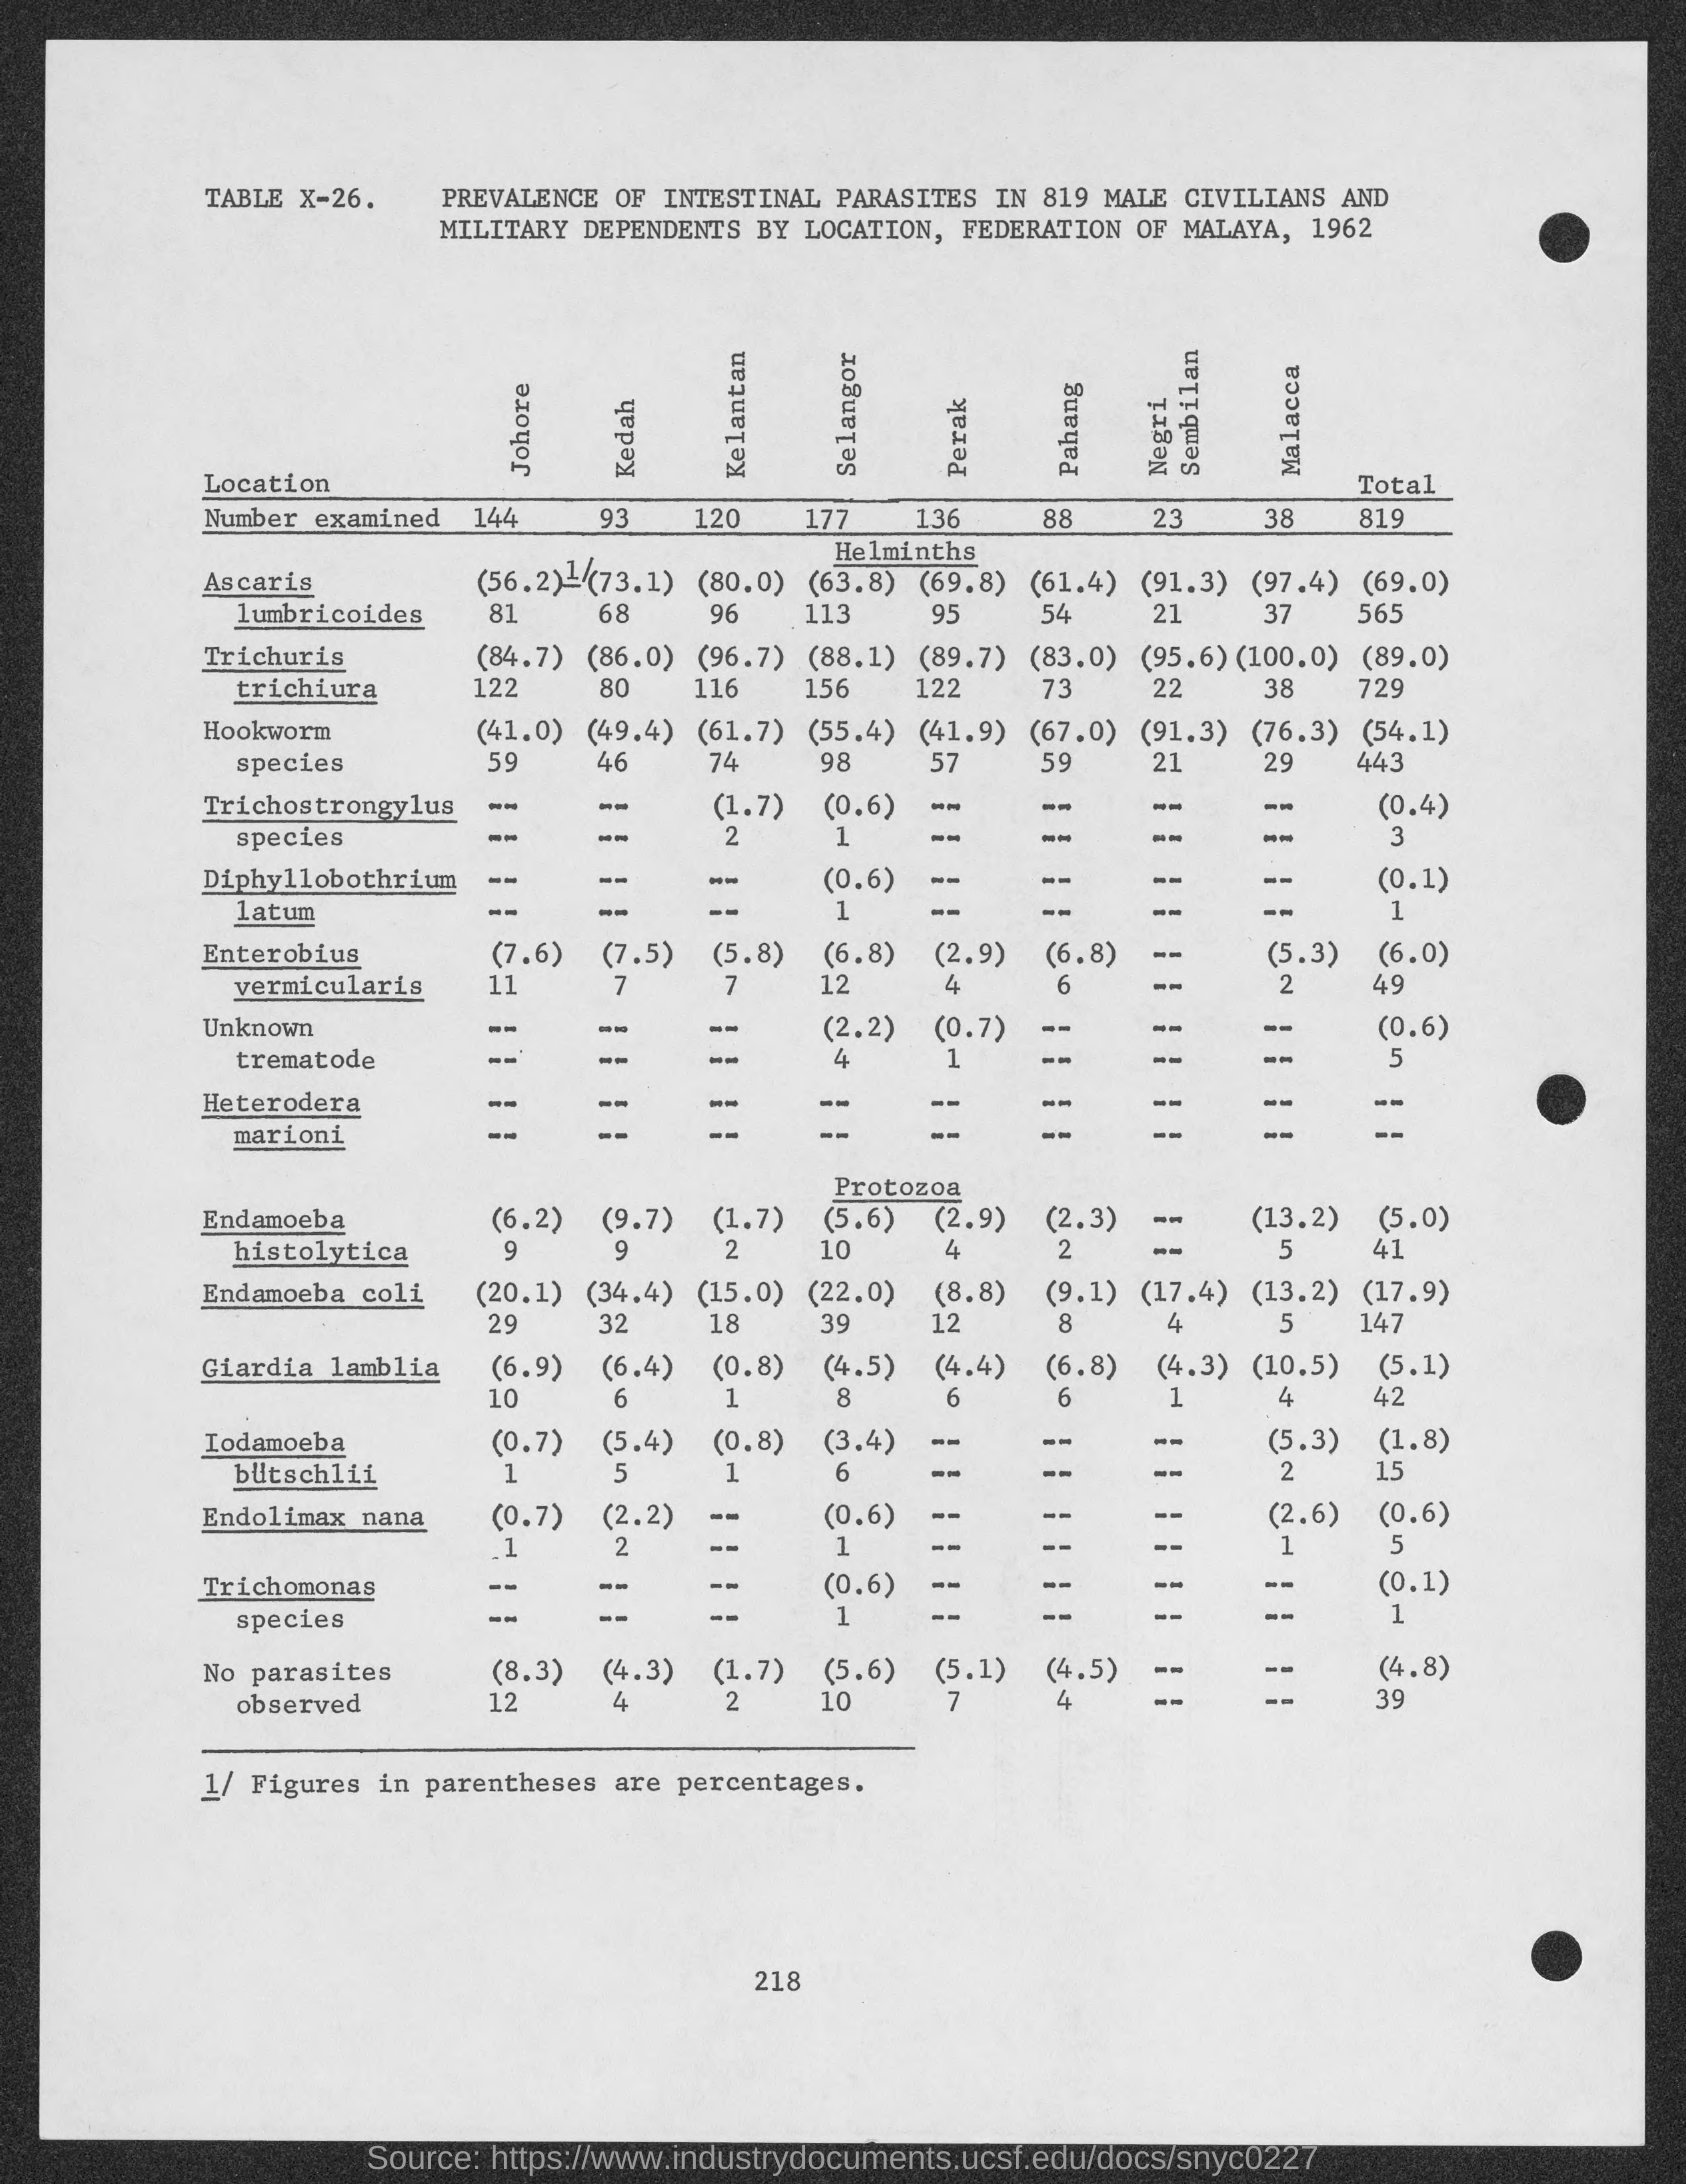 TABLE X-26. PREVALENCE OF INTESTINAL PARASITES IN 819 MALE CIVILIANS AND
MILITARY DEPENDENTS BY LOCATION, FEDERATION OF MALAYA, 1962
Location Johore Kedah Kelantan Selangor Perak Pahang Negri Sembilan Malacca Total
Number examined 144 93 120 177 136 88 23 38 819
Helminths
Ascaris (56.2)1/ (73.1) (80.0) (63.8) (69.8) (61.4) (91.3) (97.4) (69.0)
lumbricoides 81 68 96 113 95 54 21 37 565
Trichuris (84.7) (86.0) (96.7) (88.1) (89.7) (83.0) (95.6) (100.0) (89.0)
trichiura 122 80 116 156 122 73 22 38 729
Hookworm (41.0) (49.4) (61.7) (55.4) (41.9) (67.0) (91.3) (76.3) (54.1)
species 59 46 74 98 57 59 21 29 443
Trichostrongylus -- -- (1.7) (0.6) -- -- -- -- (0.4)
species -- -- 2 1 -- -- -- -- 3
Diphyllobothrium -- -- -- (0.6) -- -- -- -- (0.1)
latum -- -- -- 1 -- -- -- -- 1
Enterobius (7.6) (7.5) (5.8) (6.8) (2.9) (6.8) -- (5.3) (6.0)
vermicularis 11 7 7 12 4 6 -- 2 49
Unknown -- -- -- (2.2) (0.7) -- -- -- (0.6)
trematode -- -- -- 4 1 -- -- -- 5
Heterodera -- -- -- -- -- -- -- -- --
marioni -- -- -- -- -- -- -- -- --
Protozoa
Endamoeba (6.2) (9.7) (1.7) (5.6) (2.9) (2.3) -- (13.2) (5.0)
histolytica 9 9 2 10 4 2 -- 5 41
Endamoeba coli (20.1) (34.4) (15.0) (22.0) (8.8) (9.1) (17.4) (13.2) (17.9)
29 32 18 39 12 8 4 5 147
Giardia lamblia (6.9) (6.4) (0.8) (4.5) (4.4) (6.8) (4.3) (10.5) (5.1)
10 6 1 8 6 6 1 4 42
Iodamoeba (0.7) (5.4) (0.8) (3.4) -- -- -- (5.3) (1.8)
bütschlii 1 5 1 6 -- -- -- 2 15
Endolimax nana (0.7) (2.2) -- (0.6) -- -- -- (2.6) (0.6)
1 2 -- 1 -- -- -- 1 5
Trichomonas -- -- -- (0.6) -- -- -- -- (0.1)
species -- -- -- 1 -- -- -- -- 1
No parasites (8.3) (4.3) (1.7) (5.6) (5.1) (4.5) -- -- (4.8)
observed 12 4 2 10 7 4 -- -- 39
1/ Figures in parentheses are percentages.
218
Source: https://www.industrydocuments.ucsf.edu/docs/snyc0227